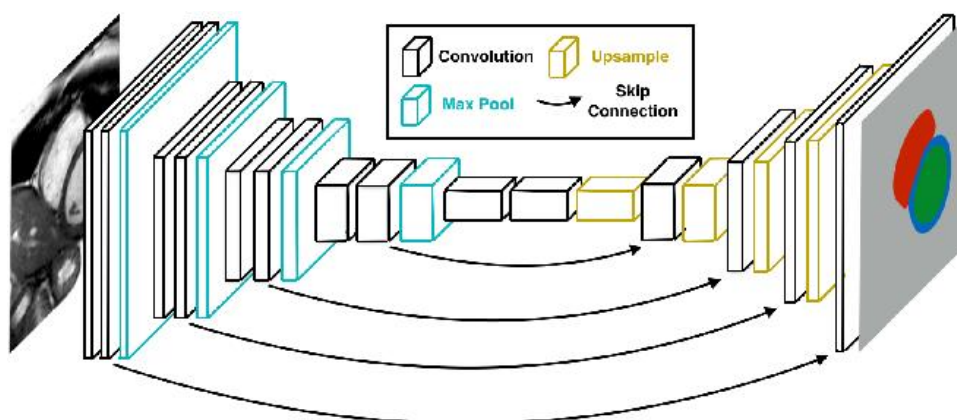 Convolution
Upsample
Max Pool
Skip
Connection